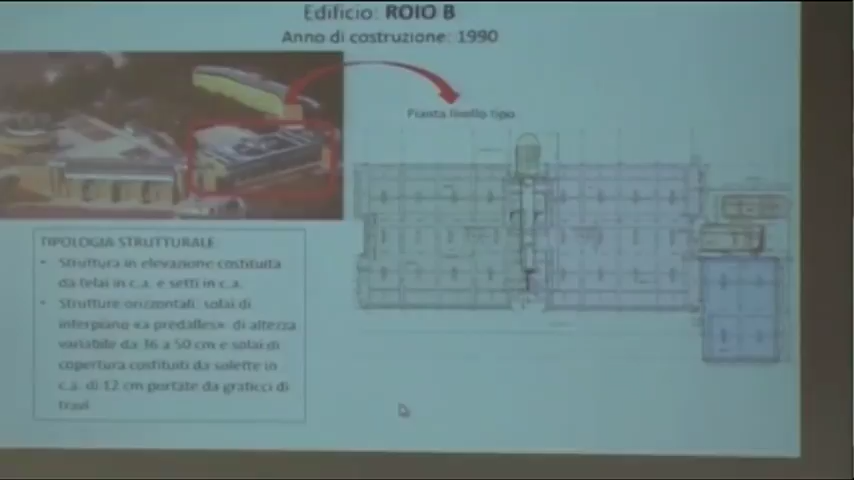 Edificio: ROIO B
Anno di costruzione: 1990
Pianta livello tipo
TIPOLOGIA STRUTTURALE:
• Struttura in elevazione costituita
da telai in c.a. e setti in c.a.
• Strutture orizzontali: solai di
interpiano «a predalles» di altezza
variabile da 36 a 50 cm e solai di
copertura costituiti da solette in
c.a. di 12 cm portate da graticci di
travi